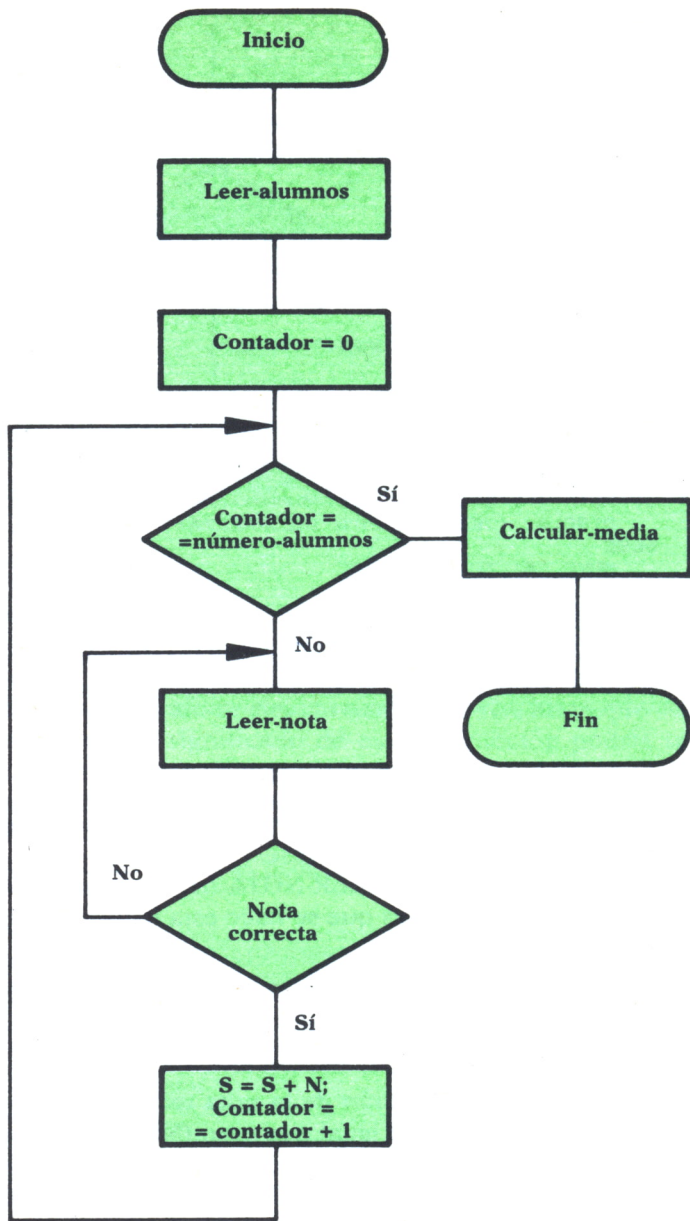 Inicio
Leer-alumnos
Contador = 0
Sí
Contador =
=número-alumnos
Calcular-media
No
Leer-nota
Fin
No
Nota
correcta
Sí
S = S + N;
Contador =
= contador + 1